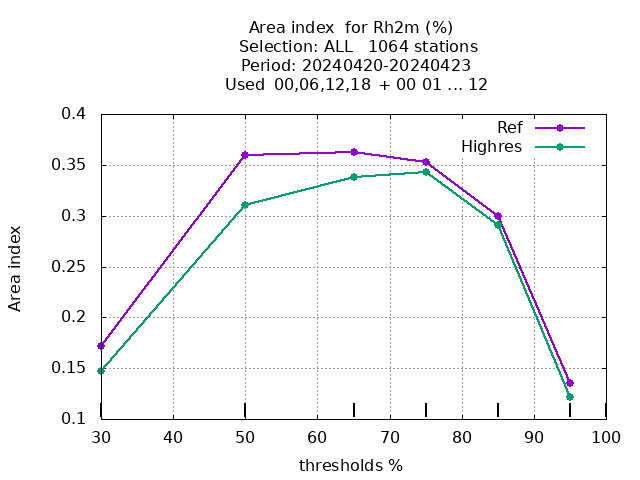 Area index  for Rh2m (%)
Selection: ALL   1064 stations
Period: 20240420-20240423
Used  00,06,12,18  + 00 01 ... 12
Ref
Highres
0.4
0.35
0.3
0.25
0.2
0.15
0.1
Area index
30 40 50 60 70 80 90 100
thresholds %